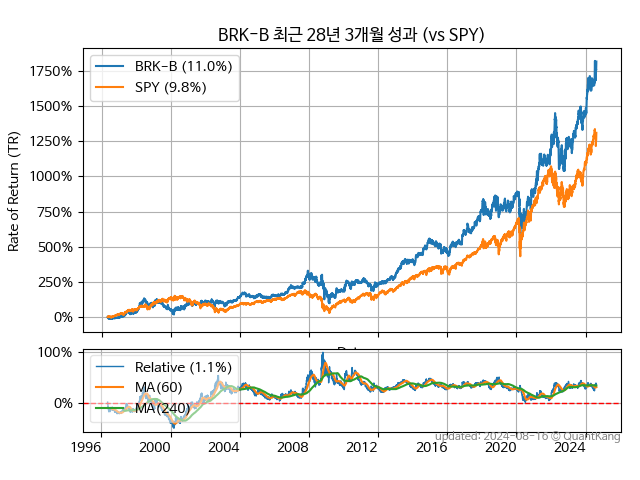 BRK-B 최근 28년 3개월 성과 (vs SPY)
BRK-B (11.0%)
SPY (9.8%)
Rate of Return (TR)
1750%
1500%
1250%
1000%
750%
500%
250%
0%
Relative (1.1%)
MA(60)
MA(240)
100%
0%
1996 2000 2004 2008 2012 2016 2020 2024
updated: 2024-08-16 © QuantKang